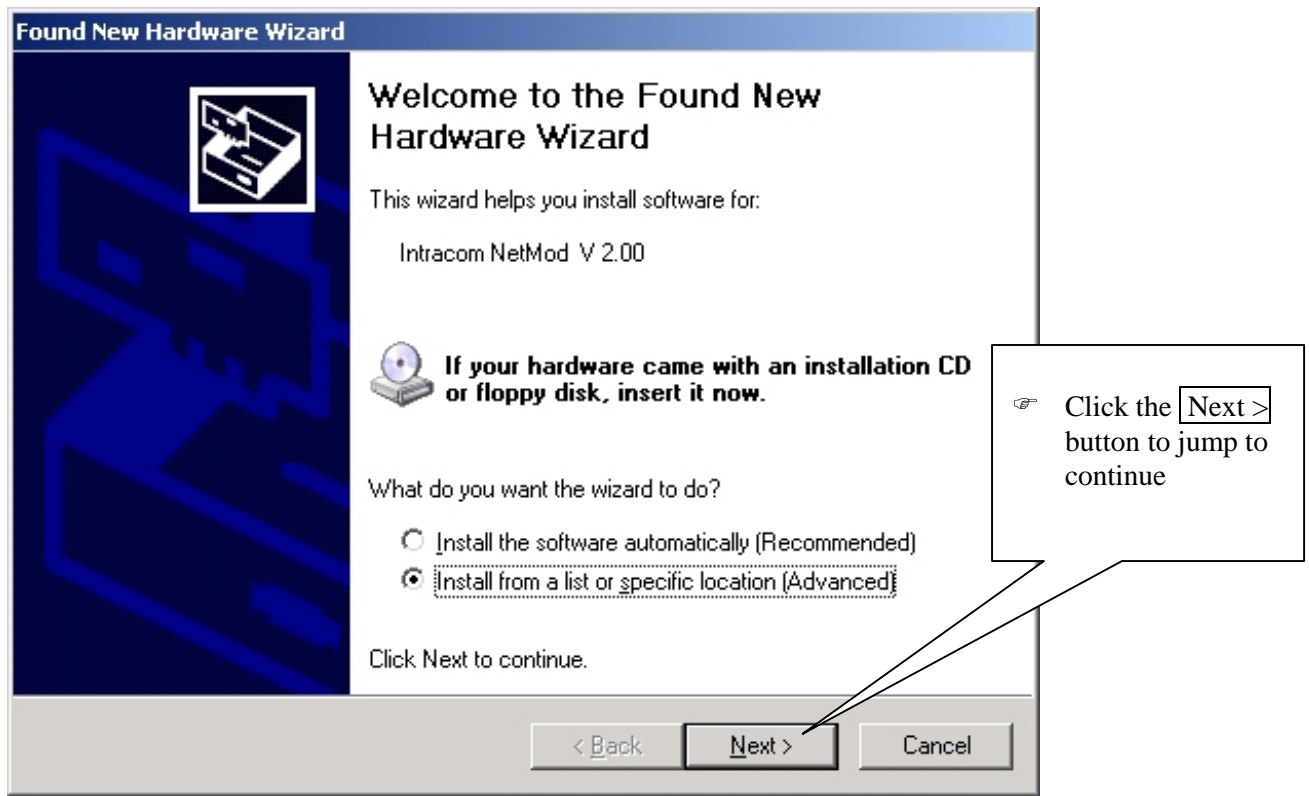 Found New Hardware Wizard
Welcome to the Found New
Hardware Wizard
This wizard helps you install software for:
Intracom NetMod V 2.00
If your hardware came with an installation CD
or floppy disk, insert it now.
What do you want the wizard to do?
Install the software automatically (Recommended)
Install from a list or specific location (Advanced)
Click Next to continue.
< Back
Next >
Cancel
☞ Click the Next >
button to jump to
continue